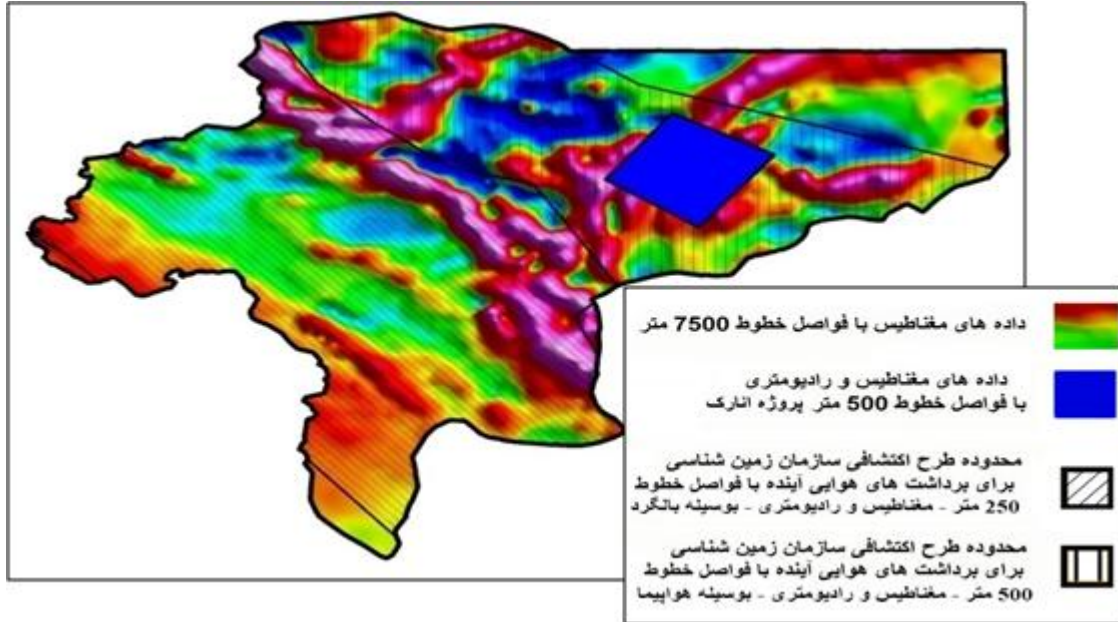 داده های مغناطیس با فواصل خطوط 7500 متر
داده های مغناطیس و رادیومتری
با فواصل خطوط 500 متر پروژه انارک
محدوده طرح اکتشافی سازمان زمین شناسی
برای برداشت های هوایی آینده با فواصل خطوط
250 متر - مغناطیس و رادیومتری - بوسیله بالگرد
محدوده طرح اکتشافی سازمان زمین شناسی
برای برداشت های هوایی آینده با فواصل خطوط
500 متر - مغناطیس و رادیومتری - بوسیله هواپیما